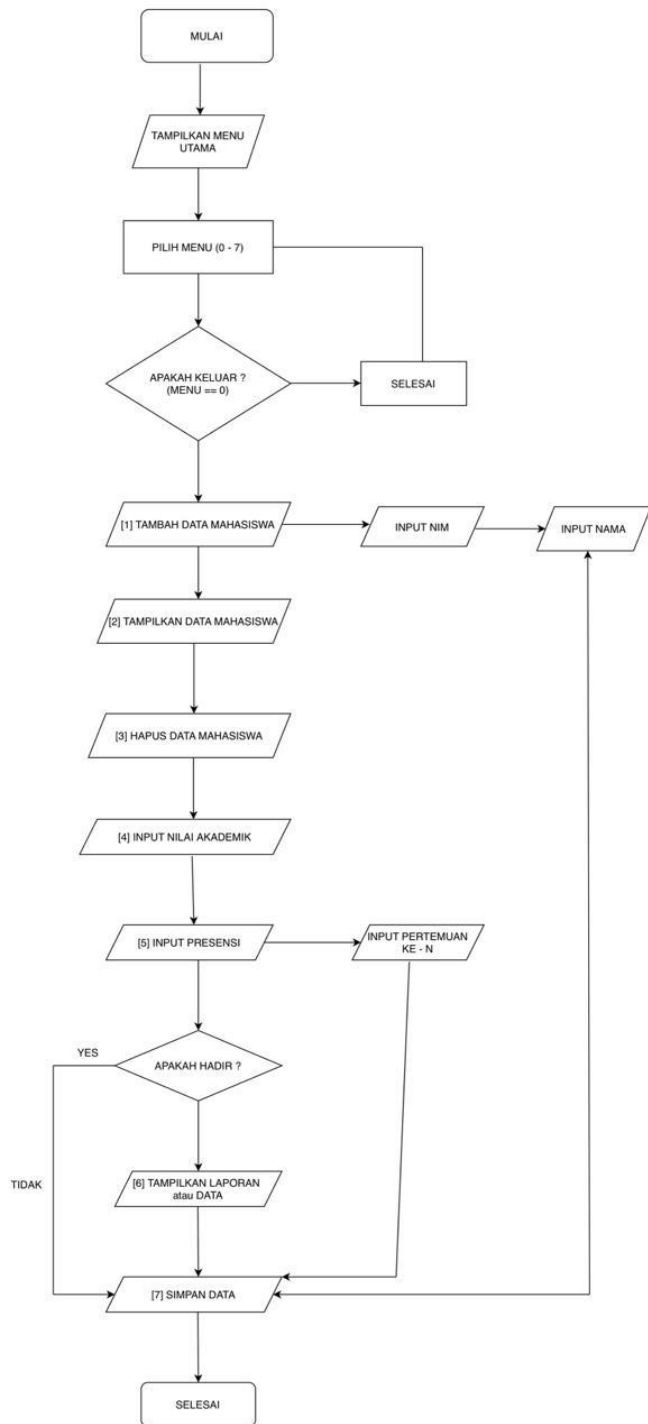 MULAI
TAMPILKAN MENU
UTAMA
PILIH MENU (0 - 7)
APAKAH KELUAR ?
(MENU == 0)
SELESAI
[1] TAMBAH DATA MAHASISWA
INPUT NIM
INPUT NAMA
[2] TAMPILKAN DATA MAHASISWA
[3] HAPUS DATA MAHASISWA
[4] INPUT NILAI AKADEMIK
[5] INPUT PRESENSI
INPUT PERTEMUAN
KE - N
YES
APAKAH HADIR ?
TIDAK
[6] TAMPILKAN LAPORAN
atau DATA
[7] SIMPAN DATA
SELESAI